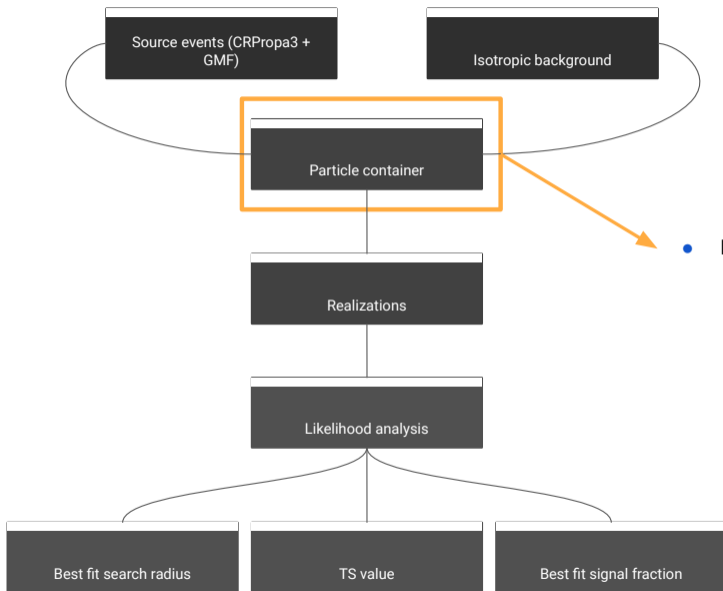 Source events (CRPropa3 +
GMF)
Isotropic background
Particle container
Realizations
Likelihood analysis
Best fit search radius
TS value
Best fit signal fraction